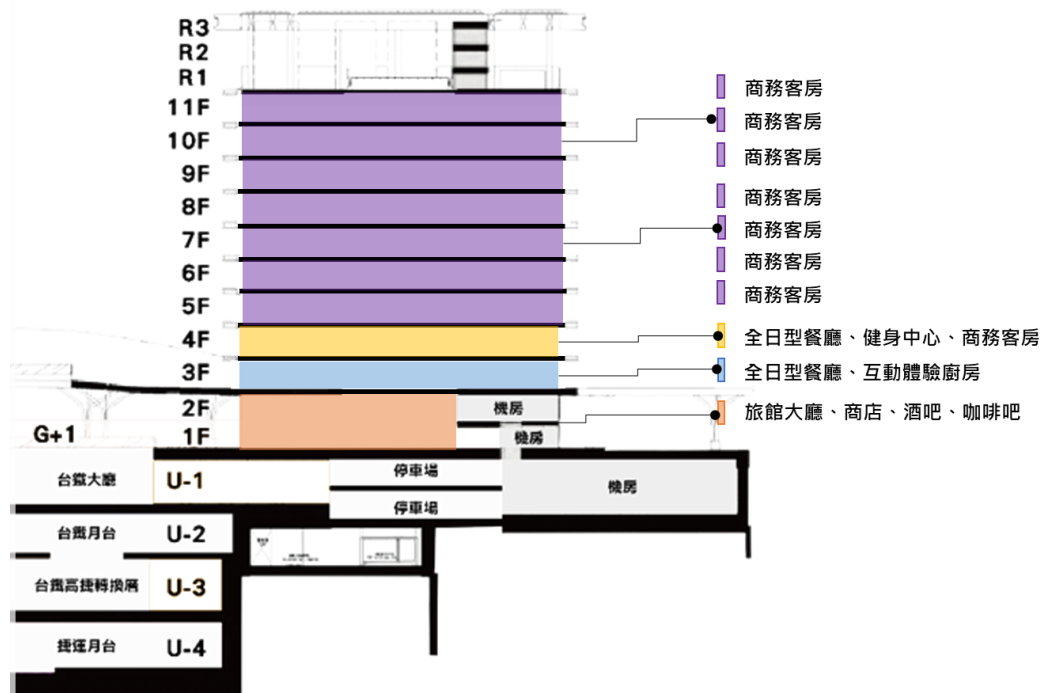 R3
R2
R1
11F
10F
9F
8F
7F
6F
5F
4F
3F
2F
1F
G+1
商務客房
商務客房
商務客房
商務客房
商務客房
商務客房
商務客房
全日型餐廳、健身中心、商務客房
全日型餐廳、互動體驗廚房
旅館大廳、商店、酒吧、咖啡吧
機房
機房
台鐵大廳 U-1 停車場
停車場
機房
台鐵月台 U-2
台鐵高捷轉換層 U-3
捷運月台 U-4